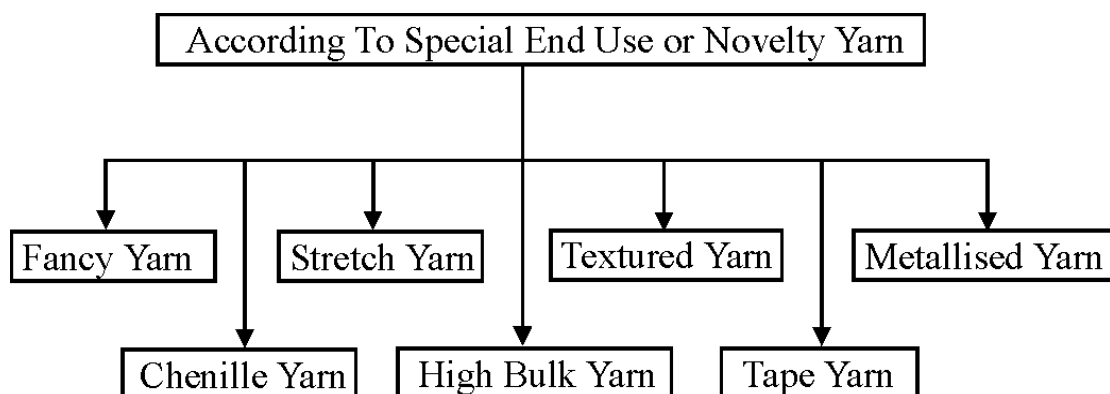 According To Special End Use or Novelty Yarn
Fancy Yarn
Stretch Yarn
Textured Yarn
Metallised Yarn
Chenille Yarn
High Bulk Yarn
Tape Yarn